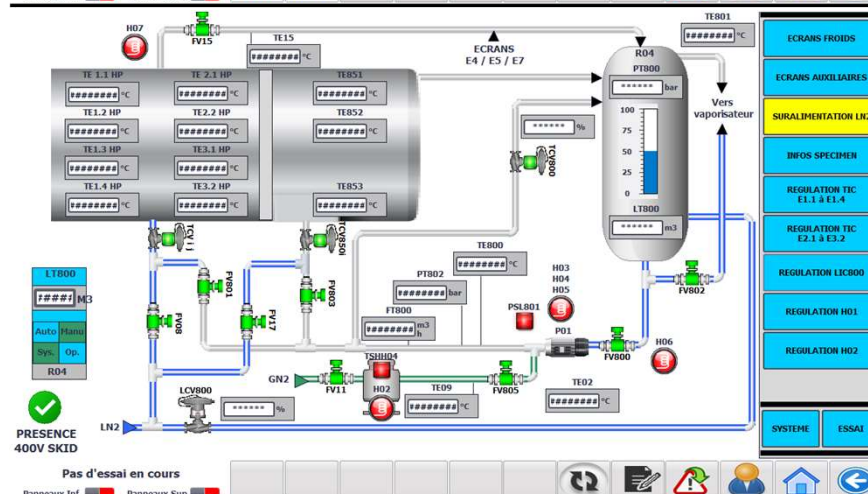 H07
FV15
TE15
######## °C
ECRANS
E4 / E5 / E7
TE801
######## °C
R04
PT800
****** bar
100
75
50
25
0
LT800
****** m3
Vers
vaporisateur
TE 1.1 HP
######## °C
TE1.2 HP
######## °C
TE1.3 HP
######## °C
TE1.4 HP
######## °C
TE 2.1 HP
######## °C
TE2.2 HP
######## °C
TE3.1 HP
######## °C
TE3.2 HP
######## °C
TE851
######## °C
TE852
######## °C
TE853
######## °C
****** %
TCV800
FV801
FV803
FV08
FV17
LT800
####, M3
Auto Manu
Sys. Op.
R04
PT802
######## bar
TE800
######## °C
FT800
######## m3
h
H03
H04
H05
PSL801
P01
FV800
FV802
H06
GN2
FV11
TSHH04
H02
TE09
######## °C
FV805
TE02
######## °C
LCV800
****** %
LN2
PRESENCE
400V SKID
Pas d'essai en cours
Panneaux Inf Panneaux Sup
ECRANS FROIDS
ECRANS AUXILIAIRES
SURALIMENTATION LN2
INFOS SPECIMEN
REGULATION TIC
E1.1 à E1.4
REGULATION TIC
E2.1 à E3.2
REGULATION LIC800
REGULATION H01
REGULATION H02
SYSTEME
ESSAI